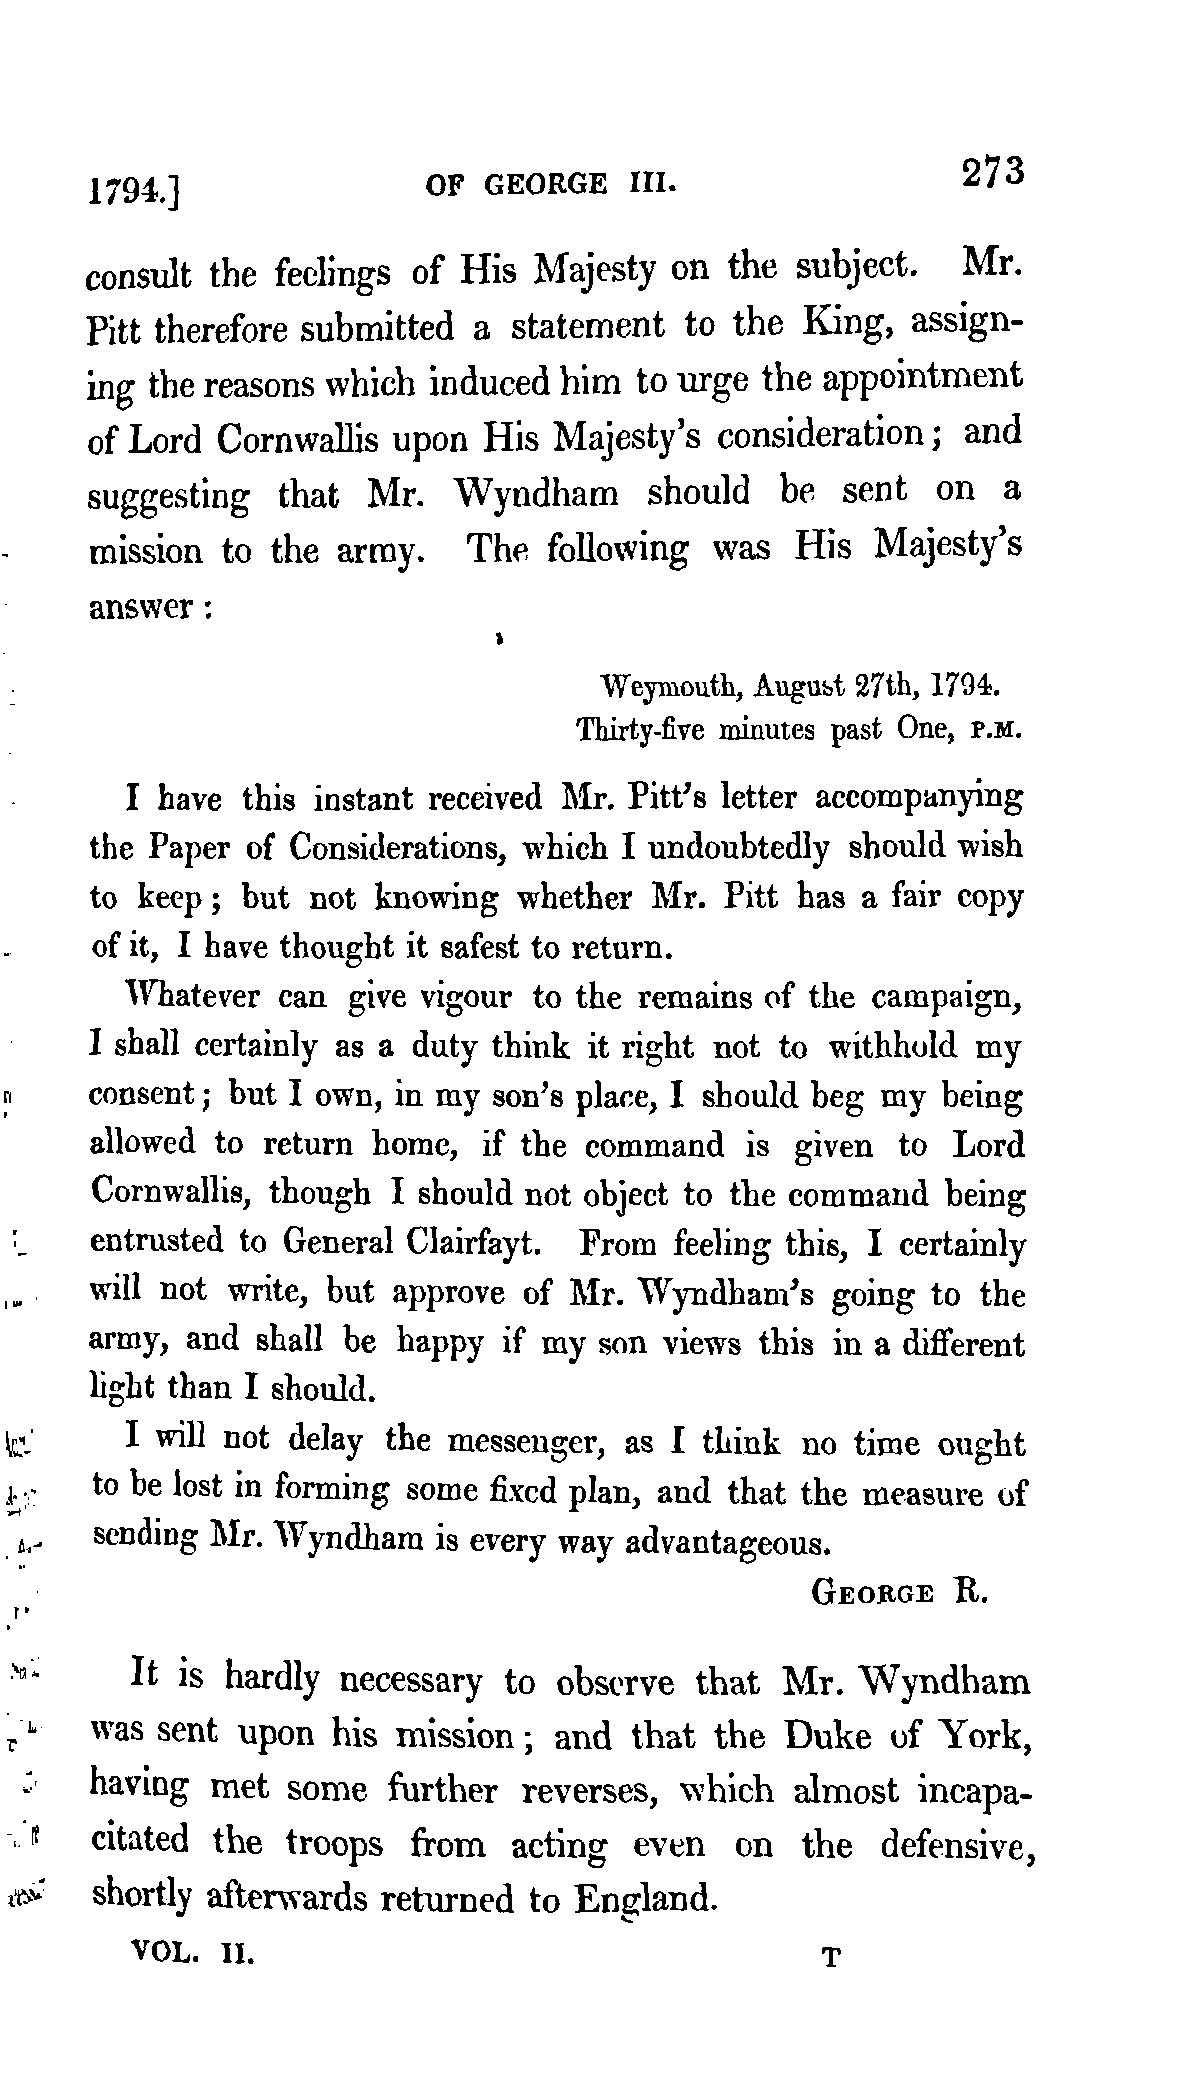 1794.] OF GEORGE III. 273
consult the feelings of His Majesty on the subject. Mr.
Pitt therefore submitted a statement to the King, assign-
ing the reasons which induced him to urge the appointment
of Lord Cornwallis upon His Majesty's consideration; and
suggesting that Mr. Wyndham should be sent on a
mission to the army. The following was His Majesty's
answer:
Weymouth, August 27th, 1794.
Thirty-five minutes past One, P.M.
I have this instant received Mr. Pitt's letter accompanying
the Paper of Considerations, which I undoubtedly should wish
to keep; but not knowing whether Mr. Pitt has a fair copy
of it, I have thought it safest to return.
Whatever can give vigour to the remains of the campaign,
I shall certainly as a duty think it right not to withhold my
consent; but I own, in my son's place, I should beg my being
allowed to return home, if the command is given to Lord
Cornwallis, though I should not object to the command being
entrusted to General Clairfayt. From feeling this, I certainly
will not write, but approve of Mr. Wyndham's going to the
army, and shall be happy if my son views this in a different
light than I should.
I will not delay the messenger, as I think no time ought
to be lost in forming some fixed plan, and that the measure of
sending Mr. Wyndham is every way advantageous.
GEORGE R.
It is hardly necessary to observe that Mr. Wyndham
was sent upon his mission; and that the Duke of York,
having met some further reverses, which almost incapa-
citated the troops from acting even on the defensive,
shortly afterwards returned to England.
VOL. II. T